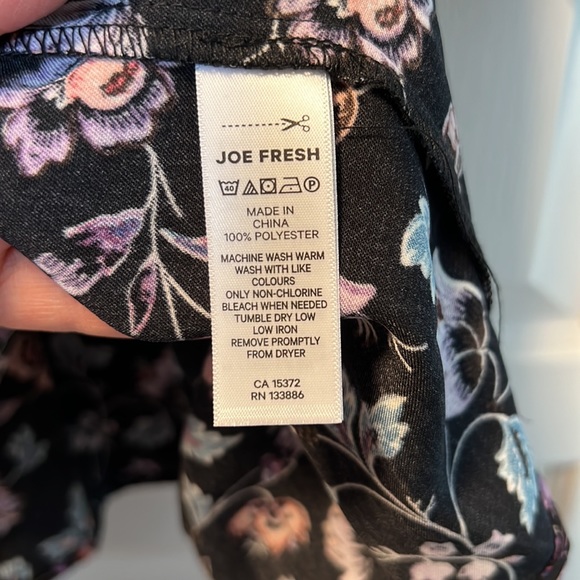 JOE FRESH
40 P
MADE IN
CHINA
100% POLYESTER
MACHINE WASH WARM
WASH WITH LIKE
COLOURS
ONLY NON-CHLORINE
BLEACH WHEN NEEDED
TUMBLE DRY LOW
LOW IRON
REMOVE PROMPTLY
FROM DRYER
CA 15372
RN 133886